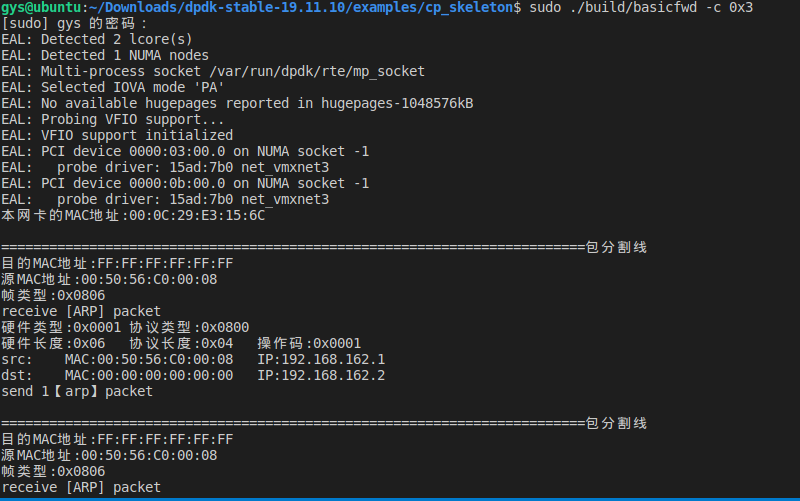 gys@ubuntu:~/Downloads/dpdk-stable-19.11.10/examples/cp_skeleton$ sudo ./build/basicfwd -c 0x3
[sudo] gys 的密码：
EAL: Detected 2 lcore(s)
EAL: Detected 1 NUMA nodes
EAL: Multi-process socket /var/run/dpdk/rte/mp_socket
EAL: Selected IOVA mode 'PA'
EAL: No available hugepages reported in hugepages-1048576kB
EAL: Probing VFIO support...
EAL: VFIO support initialized
EAL: PCI device 0000:03:00.0 on NUMA socket -1
EAL:   probe driver: 15ad:7b0 net_vmxnet3
EAL: PCI device 0000:0b:00.0 on NUMA socket -1
EAL:   probe driver: 15ad:7b0 net_vmxnet3
本网卡的MAC地址:00:0C:29:E3:15:6C
=========================================================================包分割线
目的MAC地址:FF:FF:FF:FF:FF:FF
源MAC地址:00:50:56:C0:00:08
帧类型:0x0806
receive [ARP] packet
硬件类型:0x0001 协议类型:0x0800
硬件长度:0x06   协议长度:0x04   操作码:0x0001
src:    MAC:00:50:56:C0:00:08   IP:192.168.162.1
dst:    MAC:00:00:00:00:00:00   IP:192.168.162.2
send 1【arp】packet
=========================================================================包分割线
目的MAC地址:FF:FF:FF:FF:FF:FF
源MAC地址:00:50:56:C0:00:08
帧类型:0x0806
receive [ARP] packet